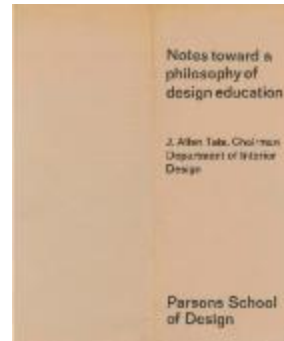 Notes toward a
philosophy of
design education
J. Allen Tate, Chairman
Department of Interior
Design
Parsons School
of Design